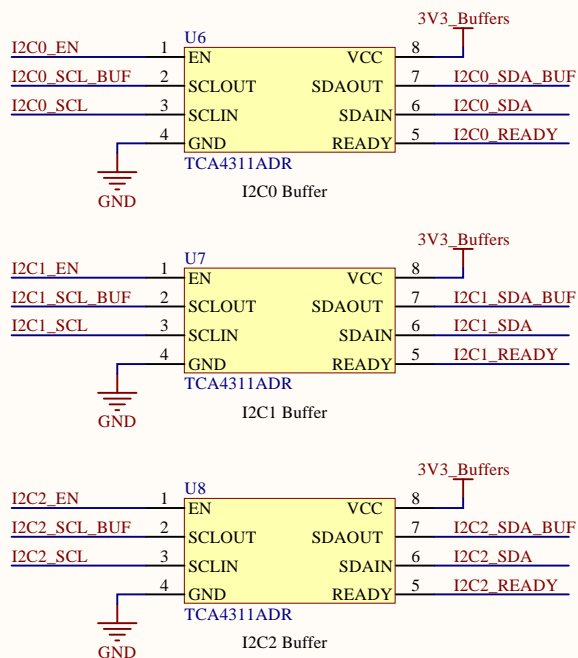 3V3_Buffers
U6
I2C0_EN 1 EN VCC 8
I2C0_SCL_BUF 2 SCLOUT SDAOUT 7 I2C0_SDA_BUF
I2C0_SCL 3 SCLIN SDAIN 6 I2C0_SDA
4 GND READY 5 I2C0_READY
TCA4311ADR
I2C0 Buffer
GND
3V3_Buffers
U7
I2C1_EN 1 EN VCC 8
I2C1_SCL_BUF 2 SCLOUT SDAOUT 7 I2C1_SDA_BUF
I2C1_SCL 3 SCLIN SDAIN 6 I2C1_SDA
4 GND READY 5 I2C1_READY
TCA4311ADR
I2C1 Buffer
GND
3V3_Buffers
U8
I2C2_EN 1 EN VCC 8
I2C2_SCL_BUF 2 SCLOUT SDAOUT 7 I2C2_SDA_BUF
I2C2_SCL 3 SCLIN SDAIN 6 I2C2_SDA
4 GND READY 5 I2C2_READY
TCA4311ADR
I2C2 Buffer
GND